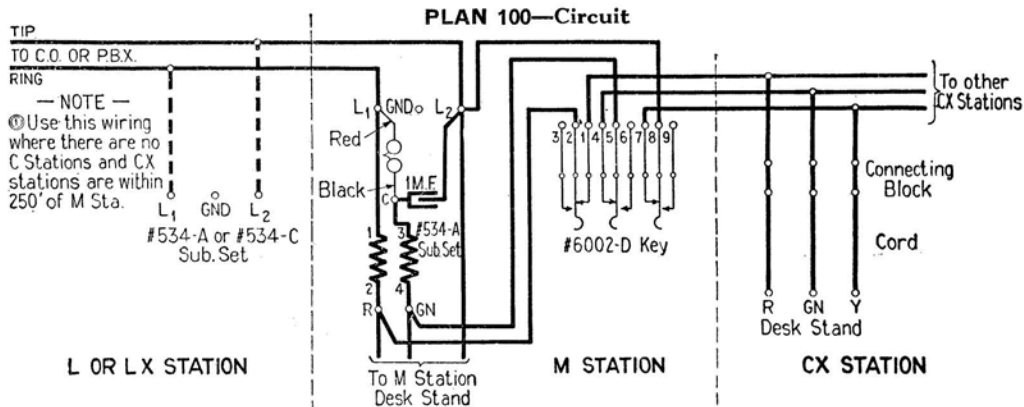 PLAN 100—Circuit
TIP
TO C.O. OR P.B.X.
RING
— NOTE —
① Use this wiring
where there are no
C Stations and CX
stations are within
250' of M Sta.
L1 GND L2
#534-A or #534-C
Sub. Set
L OR LX STATION
L1 GND L2
Red
Black
C
1 M.F.
1 3
#534-A
Sub. Set
2 4
R GN
To M Station
Desk Stand
3 2 1 4 5 6 7 8 9
#6002-D Key
M STATION
To other
CX Stations
Connecting
Block
Cord
R GN Y
Desk Stand
CX STATION